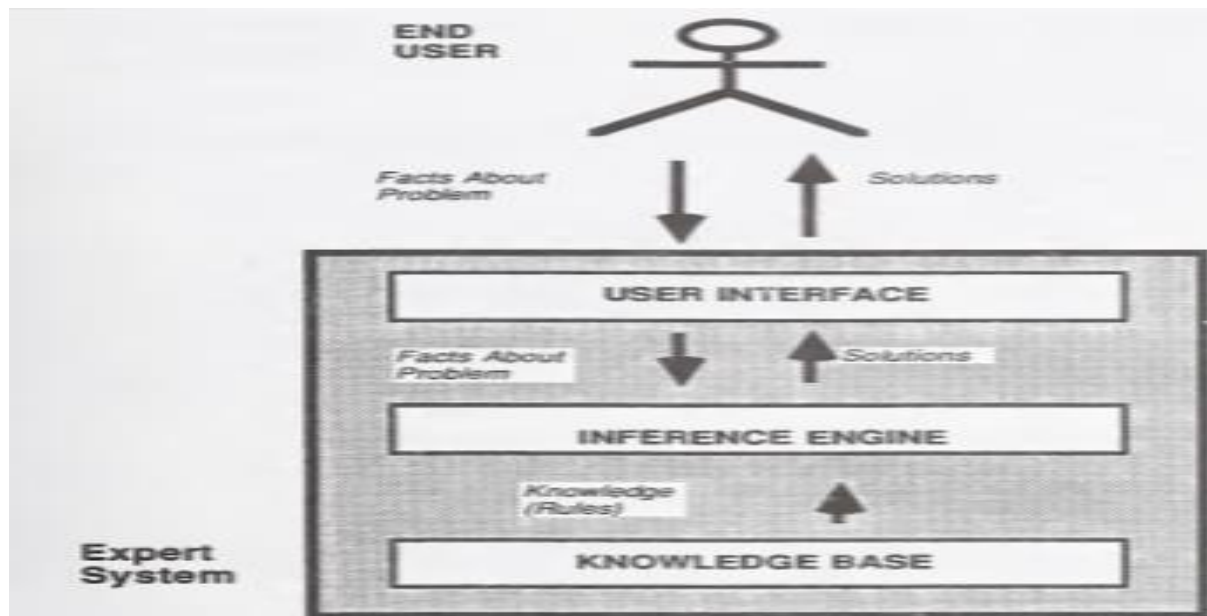 END
USER
Facts About
Problem
Solutions
USER INTERFACE
Facts About
Problem
Solutions
INFERENCE ENGINE
Knowledge
(Rules)
Expert
System
KNOWLEDGE BASE